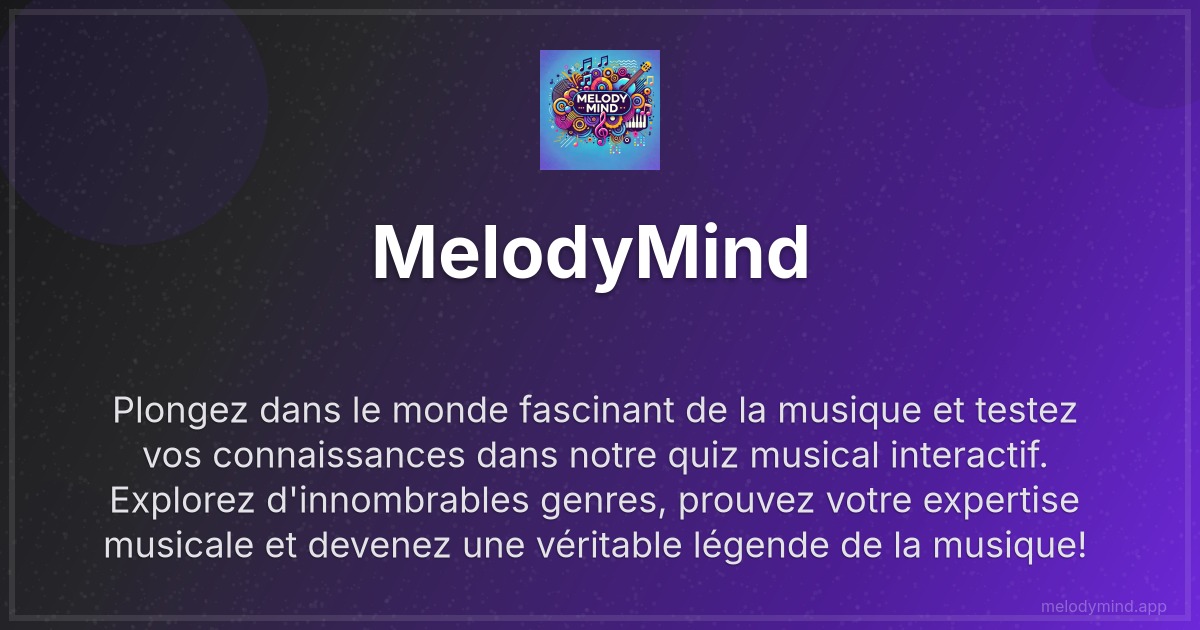 MELODY
MIND
MelodyMind
Plongez dans le monde fascinant de la musique et testez
vos connaissances dans notre quiz musical interactif.
Explorez d'innombrables genres, prouvez votre expertise
musicale et devenez une véritable légende de la musique!
melodymind.app